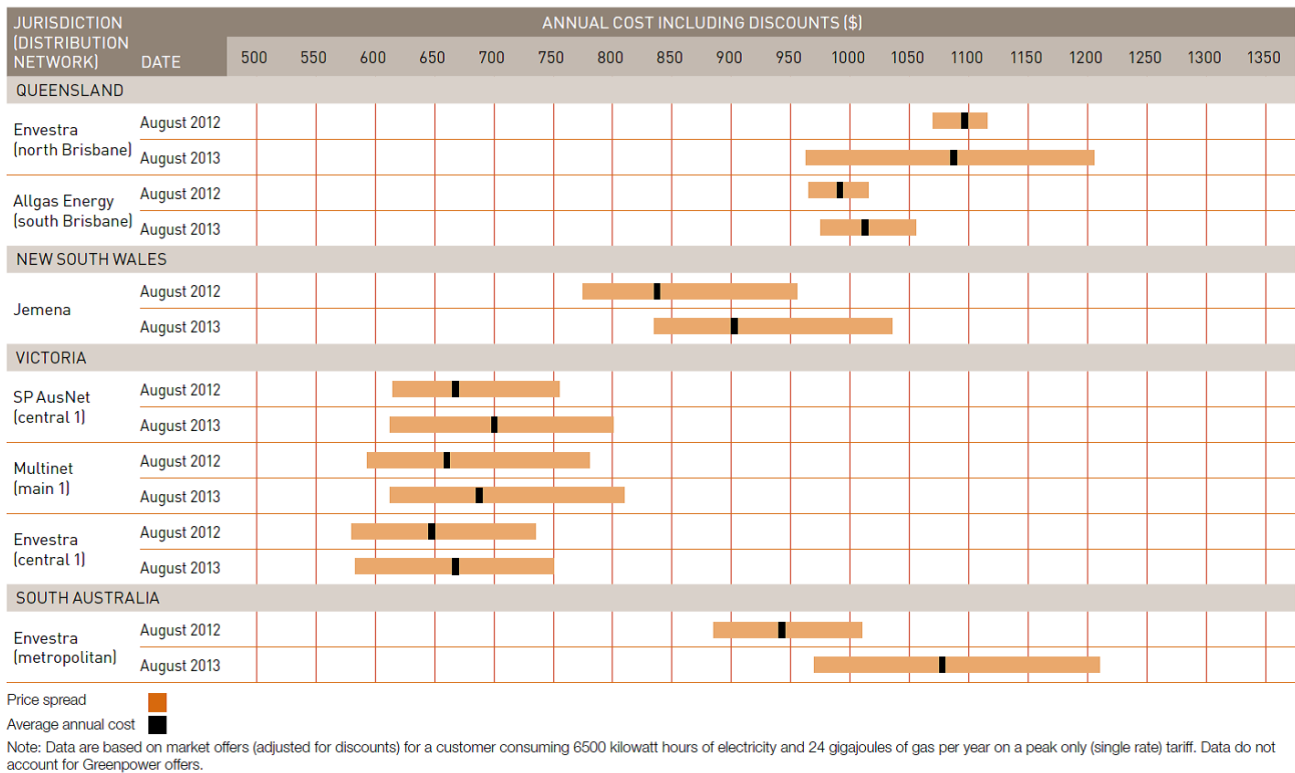 JURISDICTION
(DISTRIBUTION
NETWORK) DATE
ANNUAL COST INCLUDING DISCOUNTS ($)
500 550 600 650 700 750 800 850 900 950 1000 1050 1100 1200 1250 1300 1350
QUEENSLAND
Envestra
(north Brisbane)
August 2012
August 2013
Allgas Energy
(south Brisbane)
August 2012
August 2013
NEW SOUTH WALES
Jemena
August 2012
August 2013
VICTORIA
SP AusNet
(central 1)
August 2012
August 2013
Multinet
(main 1)
August 2012
August 2013
Envestra
(central 1)
August 2012
August 2013
SOUTH AUSTRALIA
Envestra
(metropolitan)
August 2012
August 2013
Price spread
Average annual cost
Note: Data are based on market offers (adjusted for discounts) for a customer consuming 6500 kilowatt hours of electricity and 24 gigajoules of gas per year on a peak only (single rate) tariff. Data do not
account for Greenpower offers.